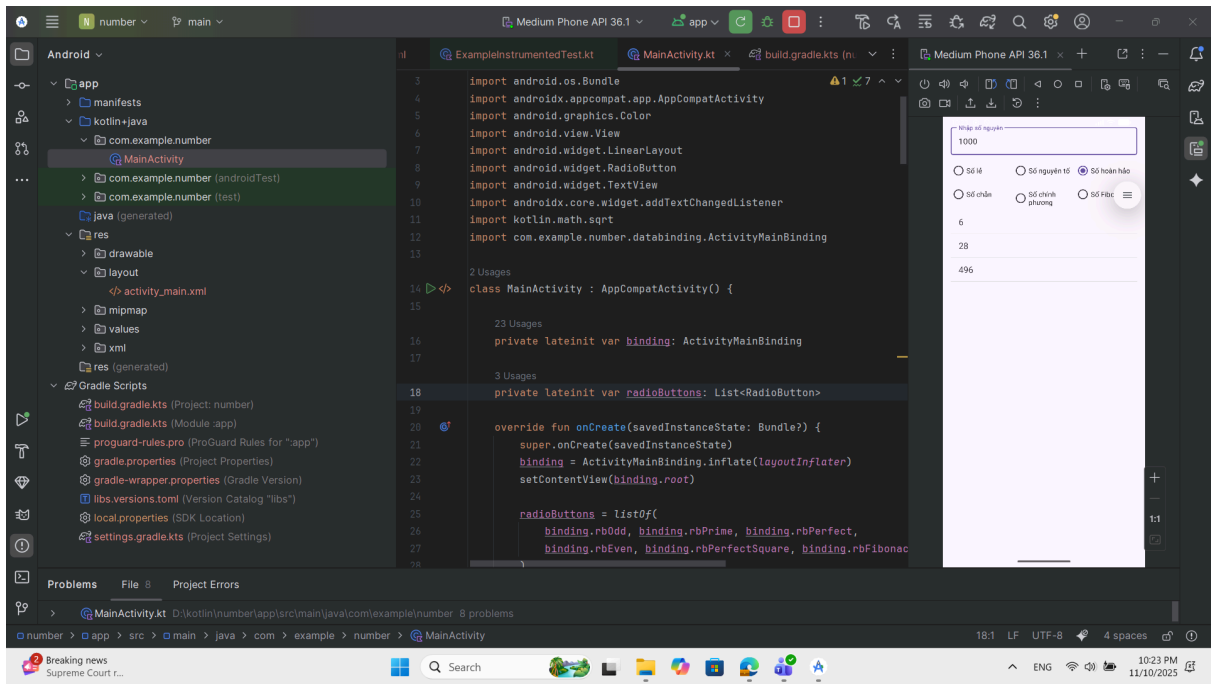 N number main Medium Phone API 36.1 app
Android
app
manifests
kotlin+java
com.example.number
MainActivity
com.example.number (androidTest)
com.example.number (test)
java (generated)
res
drawable
layout
</> activity_main.xml
mipmap
values
xml
res (generated)
Gradle Scripts
build.gradle.kts (Project: number)
build.gradle.kts (Module :app)
proguard-rules.pro (ProGuard Rules for ":app")
gradle.properties (Project Properties)
gradle-wrapper.properties (Gradle Version)
libs.versions.toml (Version Catalog "libs")
local.properties (SDK Location)
settings.gradle.kts (Project Settings)
ml ExampleInstrumentedTest.kt MainActivity.kt build.gradle.kts (nu
1 7
3 import android.os.Bundle
4 import androidx.appcompat.app.AppCompatActivity
5 import android.graphics.Color
6 import android.view.View
7 import android.widget.LinearLayout
8 import android.widget.RadioButton
9 import android.widget.TextView
10 import androidx.core.widget.addTextChangedListener
11 import kotlin.math.sqrt
12 import com.example.number.databinding.ActivityMainBinding
13
2 Usages
14 </> class MainActivity : AppCompatActivity() {
15
23 Usages
16 private lateinit var binding: ActivityMainBinding
17
3 Usages
18 private lateinit var radioButtons: List<RadioButton>
19
20 override fun onCreate(savedInstanceState: Bundle?) {
21 super.onCreate(savedInstanceState)
22 binding = ActivityMainBinding.inflate(layoutInflater)
23 setContentView(binding.root)
24
25 radioButtons = listOf(
26 binding.rbOdd, binding.rbPrime, binding.rbPerfect,
27 binding.rbEven, binding.rbPerfectSquare, binding.rbFibonac
28 )
Medium Phone API 36.1
Nhập số nguyên
1000
Số lẻ Số nguyên tố Số hoàn hảo
Số chẵn Số chính phương Số Fibo
6
28
496
1:1
Problems File 8 Project Errors
MainActivity.kt D:\kotlin\number\app\src\main\java\com\example\number 8 problems
number > app > src > main > java > com > example > number > MainActivity
18:1 LF UTF-8 4 spaces
2 Breaking news
Supreme Court r...
Search
ENG
10:23 PM
11/10/2025